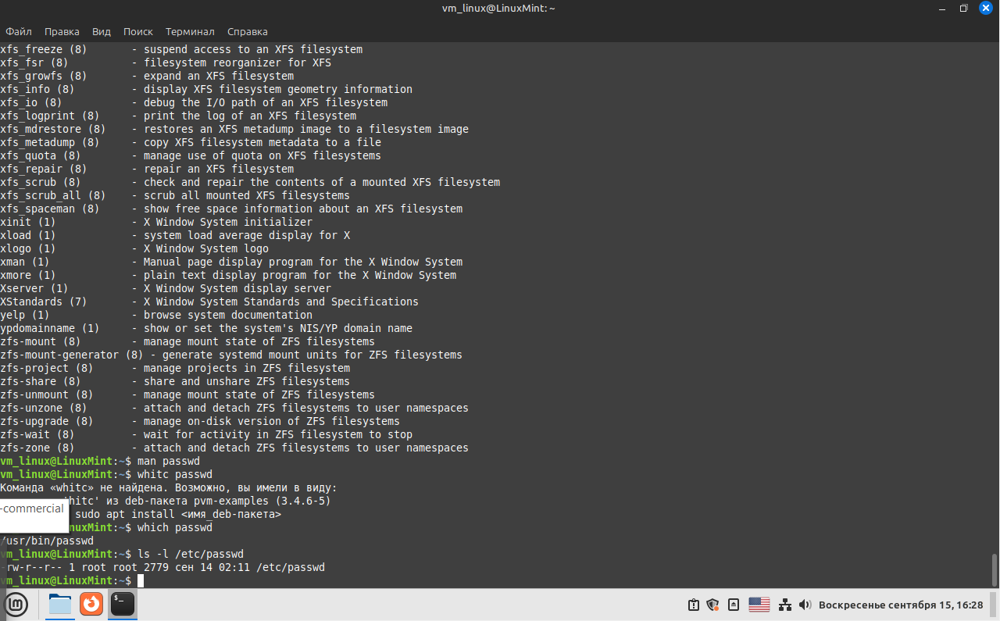 vm_linux@LinuxMint: ~
Файл Правка Вид Поиск Терминал Справка
xfs_freeze (8) - suspend access to an XFS filesystem
xfs_fsr (8) - filesystem reorganizer for XFS
xfs_growfs (8) - expand an XFS filesystem
xfs_info (8) - display XFS filesystem geometry information
xfs_io (8) - debug the I/O path of an XFS filesystem
xfs_logprint (8) - print the log of an XFS filesystem
xfs_mdrestore (8) - restores an XFS metadump image to a filesystem image
xfs_metadump (8) - copy XFS filesystem metadata to a file
xfs_quota (8) - manage use of quota on XFS filesystems
xfs_repair (8) - repair an XFS filesystem
xfs_scrub (8) - check and repair the contents of a mounted XFS filesystem
xfs_scrub_all (8) - scrub all mounted XFS filesystems
xfs_spaceman (8) - show free space information about an XFS filesystem
xinit (1) - X Window System initializer
xload (1) - system load average display for X
xlogo (1) - X Window System logo
xman (1) - Manual page display program for the X Window System
xmore (1) - plain text display program for the X Window System
Xserver (1) - X Window System display server
XStandards (7) - X Window System Standards and Specifications
yelp (1) - browse system documentation
ypdomainname (1) - show or set the system's NIS/YP domain name
zfs-mount (8) - manage mount state of ZFS filesystems
zfs-mount-generator (8) - generate systemd mount units for ZFS filesystems
zfs-project (8) - manage projects in ZFS filesystem
zfs-share (8) - share and unshare ZFS filesystems
zfs-unmount (8) - manage mount state of ZFS filesystems
zfs-unzone (8) - attach and detach ZFS filesystems to user namespaces
zfs-upgrade (8) - manage on-disk version of ZFS filesystems
zfs-wait (8) - wait for activity in ZFS filesystem to stop
zfs-zone (8) - attach and detach ZFS filesystems to user namespaces
vm_linux@LinuxMint:~$ man passwd
vm_linux@LinuxMint:~$ whitc passwd
Команда «whitc» не найдена. Возможно, вы имели в виду:
hitc' из deb-пакета pvm-examples (3.4.6-5)
-commercial
sudo apt install <имя_deb-пакета>
nuxMint:~$ which passwd
/usr/bin/passwd
vm_linux@LinuxMint:~$ ls -l /etc/passwd
-rw-r--r-- 1 root root 2779 сен 14 02:11 /etc/passwd
vm_linux@LinuxMint:~$
Воскресенье сентября 15, 16:28